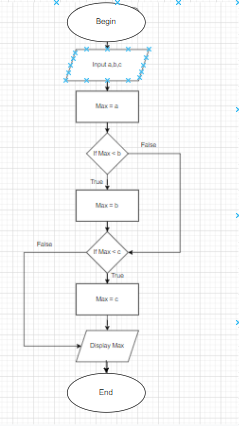 Begin
Input a,b,c
Max = a
If Max < b
False
True
Max = b
False
If Max < c
True
Max = c
Display Max
End